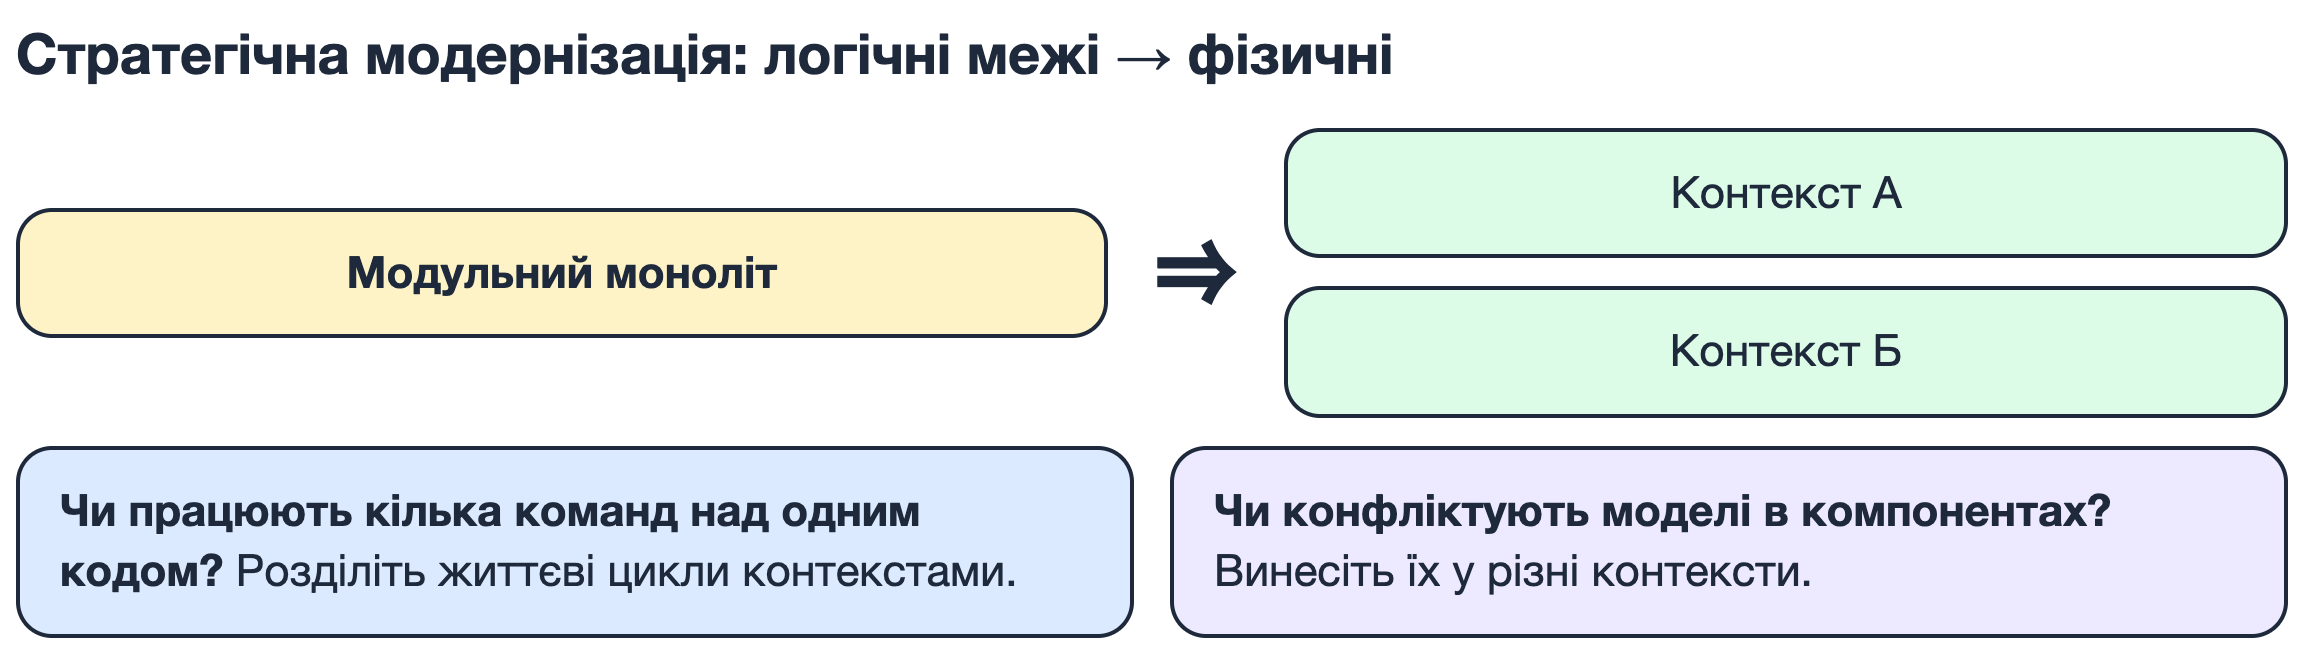 Стратегічна модернізація: логічні межі → фізичні
Модульний моноліт
⇒
Контекст А
Контекст Б
Чи працюють кілька команд над одним
кодом? Розділіть життєві цикли контекстами.
Чи конфліктують моделі в компонентах?
Винесіть їх у різні контексти.